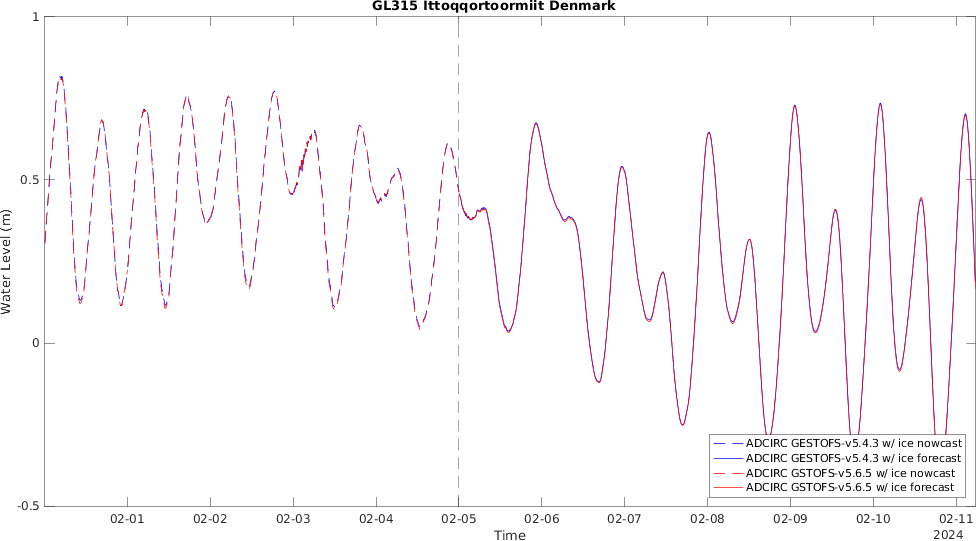 GL315 Ittoqqortoormiit Denmark
1
0.5
0
-0.5
Water Level (m)
ADCIRC GESTOFS-v5.4.3 w/ ice nowcast
ADCIRC GESTOFS-v5.4.3 w/ ice forecast
ADCIRC GSTOFS-v5.6.5 w/ ice nowcast
ADCIRC GSTOFS-v5.6.5 w/ ice forecast
02-01 02-02 02-03 02-04 02-05 02-06 02-07 02-08 02-09 02-10 02-11
Time
2024